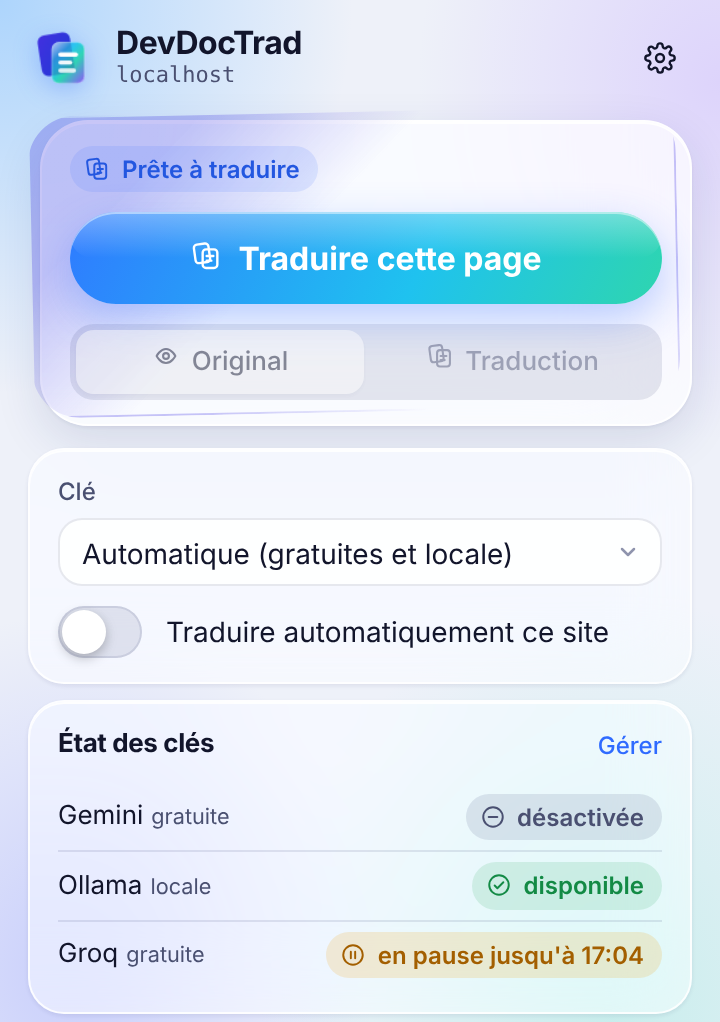 DevDocTrad
localhost
Prête à traduire
Traduire cette page
Original
Traduction
Clé
Automatique (gratuites et locale)
Traduire automatiquement ce site
État des clés
Gérer
Gemini gratuite
désactivée
Ollama locale
disponible
Groq gratuite
en pause jusqu'à 17:04